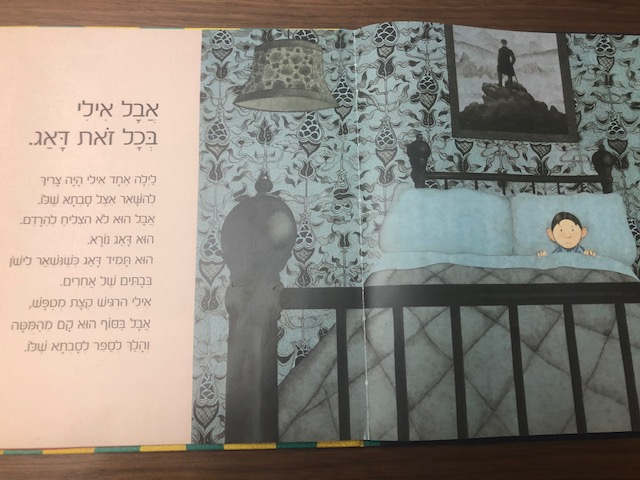 אֲבָל אִילִי
בְּכָל זֹאת דָּאַג.
לַיְלָה אֶחָד אִילִי הָיָה צָרִיךְ
לְהִשָּׁאֵר אֵצֶל סָבְתָא שֶׁלּוֹ.
אֲבָל הוּא לֹא הִצְלִיחַ לְהֵרָדֵם.
הוּא דָּאַג נוֹרָא.
הוּא תָּמִיד דָּאַג כְּשֶׁנִּשְׁאַר לִישֹׁן
בְּבָתִּים שֶׁל אֲחֵרִים.
אִילִי הִרְגִּישׁ קְצָת מְטֻפָּשׁ,
אֲבָל בַּסּוֹף הוּא קָם מֵהַמִּטָּה
וְהָלַךְ לְסַפֵּר לְסָבְתָא שֶׁלּוֹ.